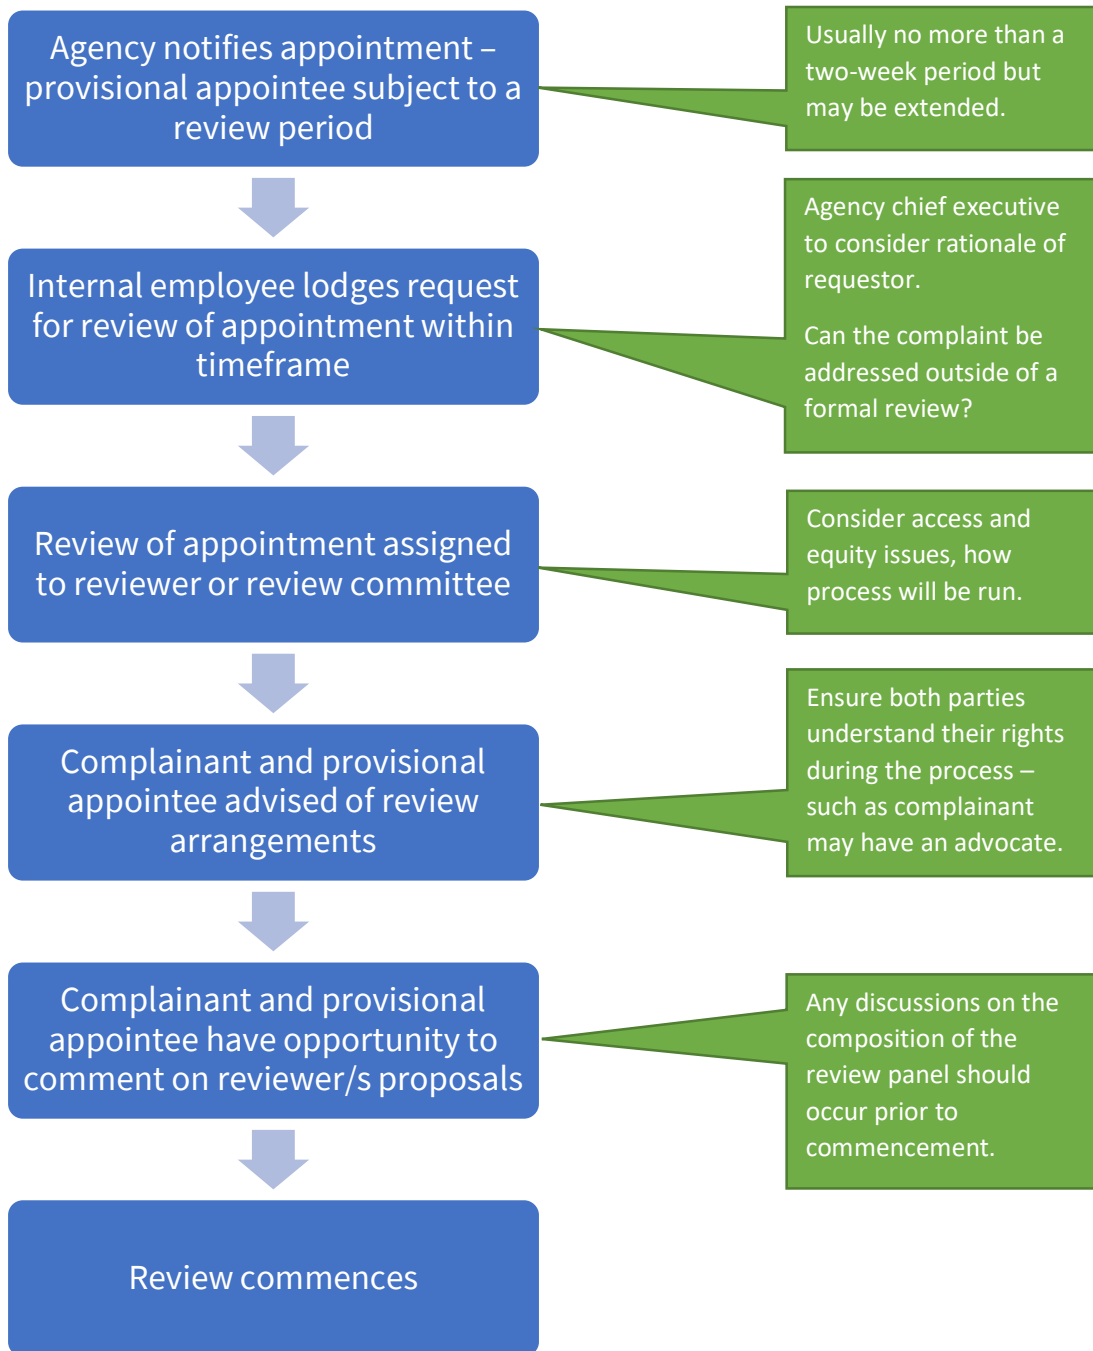 Agency notifies appointment –
provisional appointee subject to a
review period
Usually no more than a
two-week period but
may be extended.
Internal employee lodges request
for review of appointment within
timeframe
Agency chief executive
to consider rationale of
requestor.
Can the complaint be
addressed outside of a
formal review?
Review of appointment assigned
to reviewer or review committee
Consider access and
equity issues, how
process will be run.
Complainant and provisional
appointee advised of review
arrangements
Ensure both parties
understand their rights
during the process –
such as complainant
may have an advocate.
Complainant and provisional
appointee have opportunity to
comment on reviewer/s proposals
Any discussions on the
composition of the
review panel should
occur prior to
commencement.
Review commences